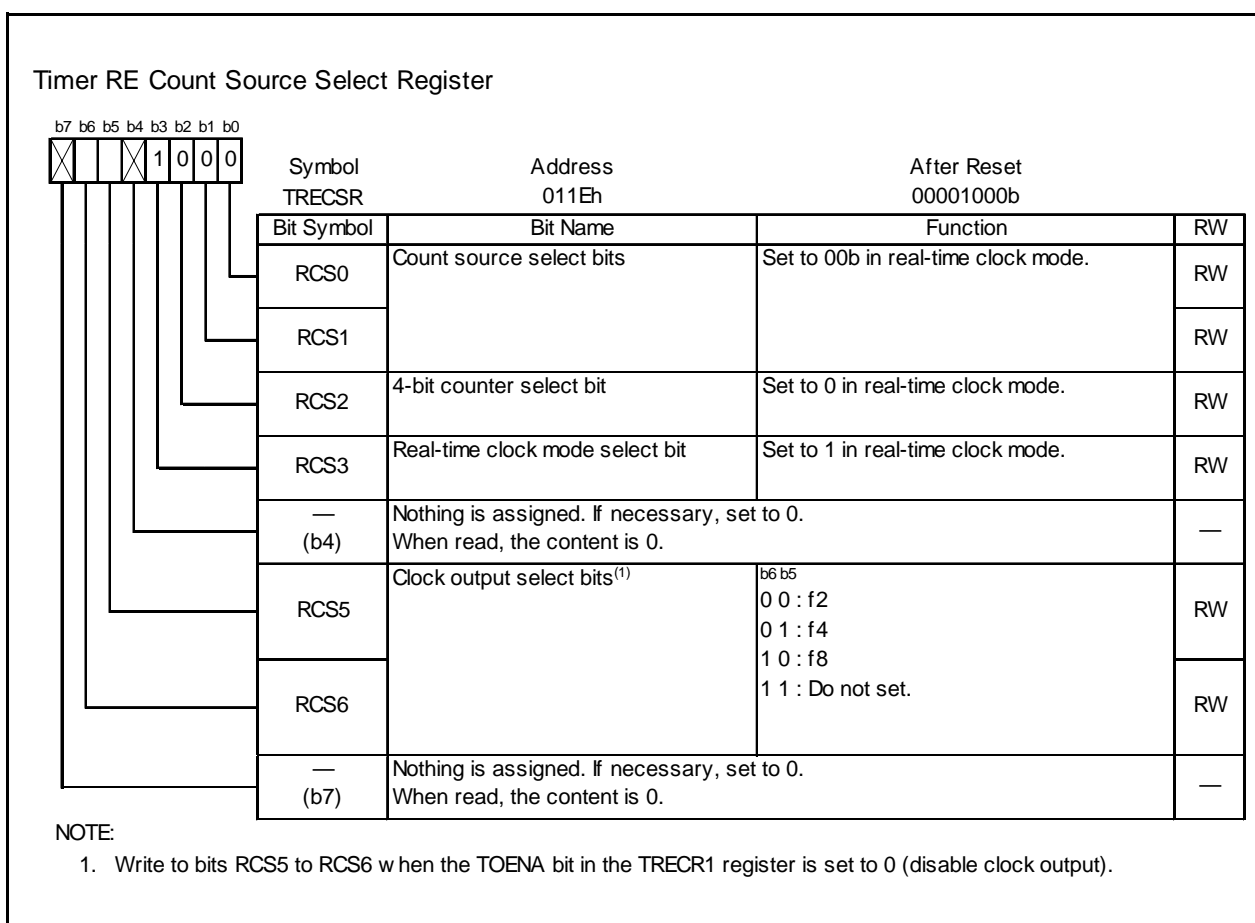 Timer RE Count Source Select Register
b7 b6 b5 b4 b3 b2 b1 b0
1 0 0 0
Symbol Address After Reset
TRECSR 011Eh 00001000b
Bit Symbol Bit Name Function RW
RCS0 Count source select bits Set to 00b in real-time clock mode. RW
RCS1 RW
RCS2 4-bit counter select bit Set to 0 in real-time clock mode. RW
RCS3 Real-time clock mode select bit Set to 1 in real-time clock mode. RW
— Nothing is assigned. If necessary, set to 0.
(b4) When read, the content is 0. —
RCS5 Clock output select bits(1) b6 b5 RW
0 0 : f2
0 1 : f4
1 0 : f8
RCS6 1 1 : Do not set. RW
— Nothing is assigned. If necessary, set to 0.
(b7) When read, the content is 0. —
NOTE:
1. Write to bits RCS5 to RCS6 w hen the TOENA bit in the TRECR1 register is set to 0 (disable clock output).